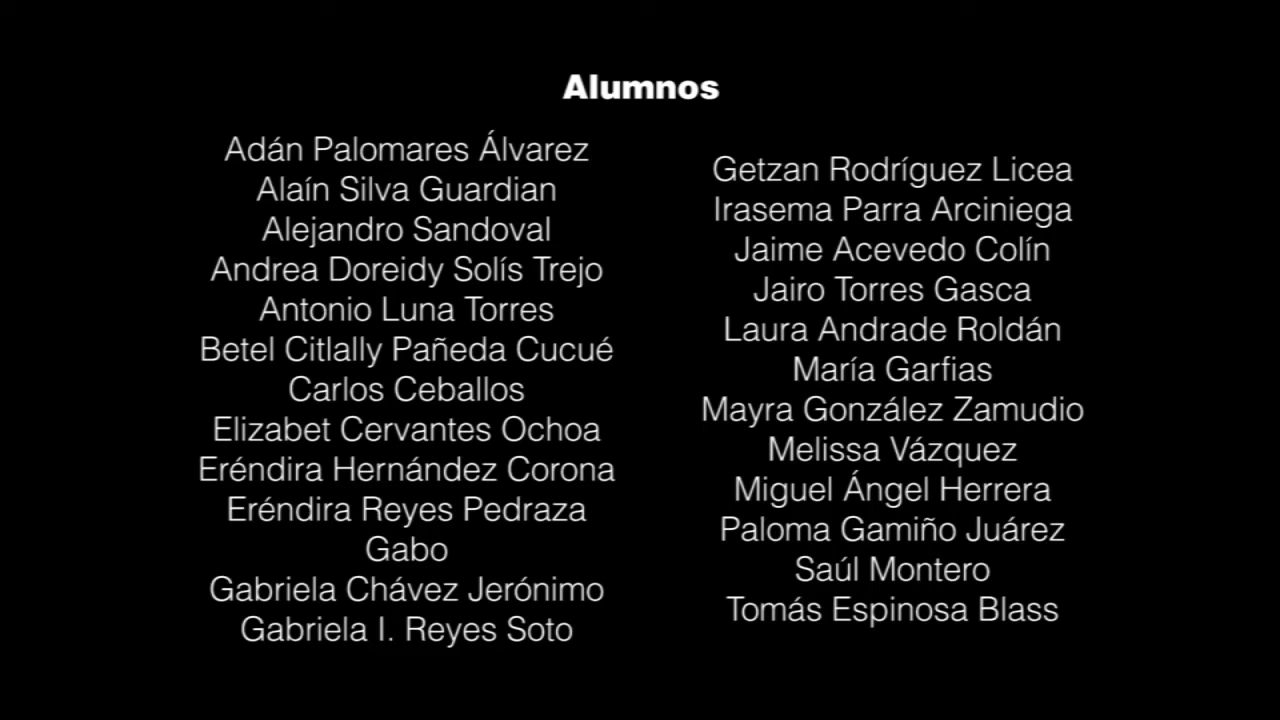 Alumnos
Adán Palomares Álvarez
Alaín Silva Guardian
Alejandro Sandoval
Andrea Doreidy Solís Trejo
Antonio Luna Torres
Betel Citlally Pañeda Cucué
Carlos Ceballos
Elizabet Cervantes Ochoa
Eréndira Hernández Corona
Eréndira Reyes Pedraza
Gabo
Gabriela Chávez Jerónimo
Gabriela I. Reyes Soto
Getzan Rodríguez Licea
Irasema Parra Arciniega
Jaime Acevedo Colín
Jairo Torres Gasca
Laura Andrade Roldán
María Garfias
Mayra González Zamudio
Melissa Vázquez
Miguel Ángel Herrera
Paloma Gamiño Juárez
Saúl Montero
Tomás Espinosa Blass